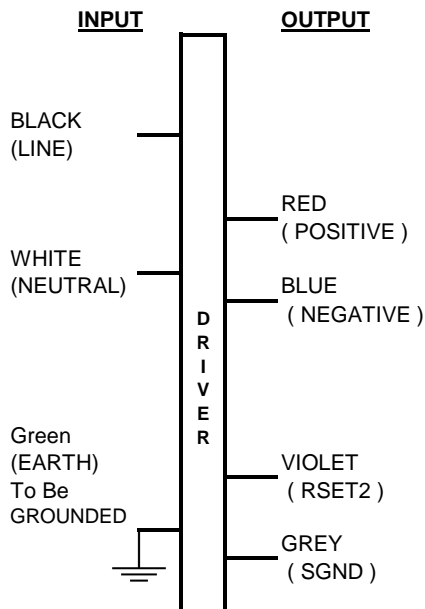 INPUT
OUTPUT
BLACK
(LINE)
RED
( POSITIVE )
WHITE
(NEUTRAL)
BLUE
( NEGATIVE )
DRIVER
Green
(EARTH)
To Be
GROUNDED
VIOLET
( RSET2 )
GREY
( SGND )